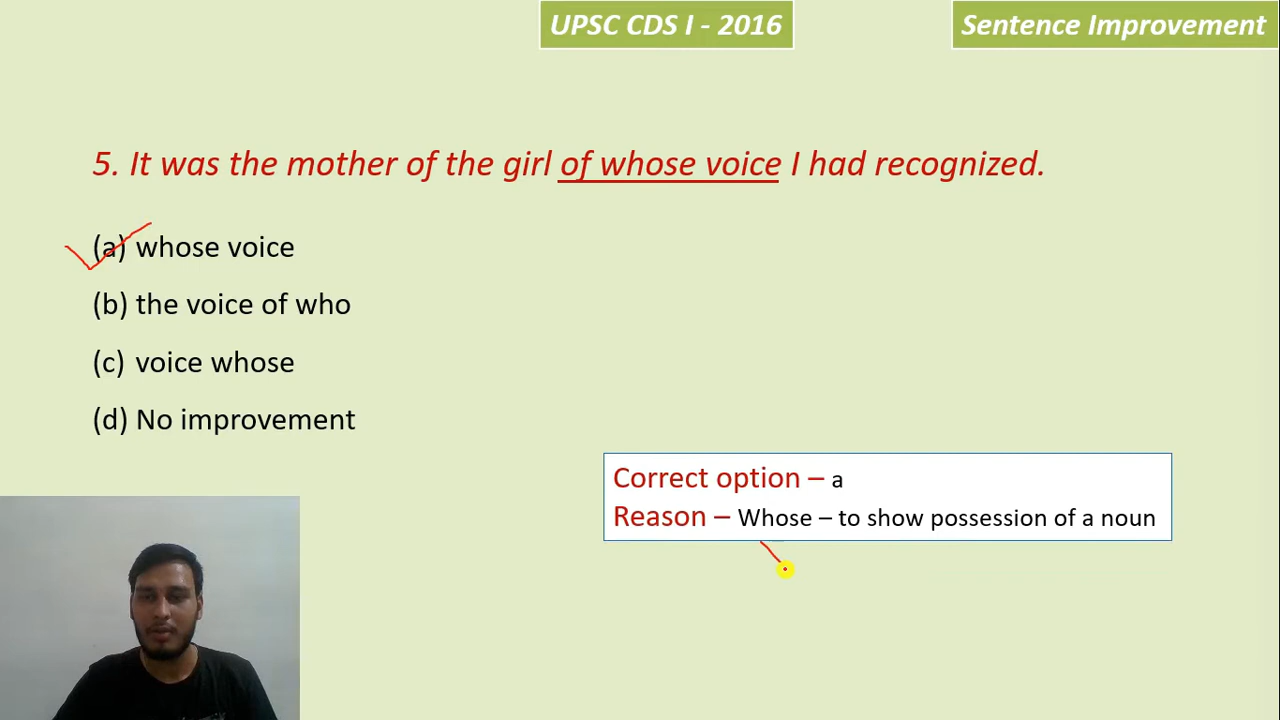 UPSC CDS I - 2016
Sentence Improvement
5. It was the mother of the girl of whose voice I had recognized.
(a) whose voice
(b) the voice of who
(c) voice whose
(d) No improvement
Correct option – a
Reason – Whose – to show possession of a noun